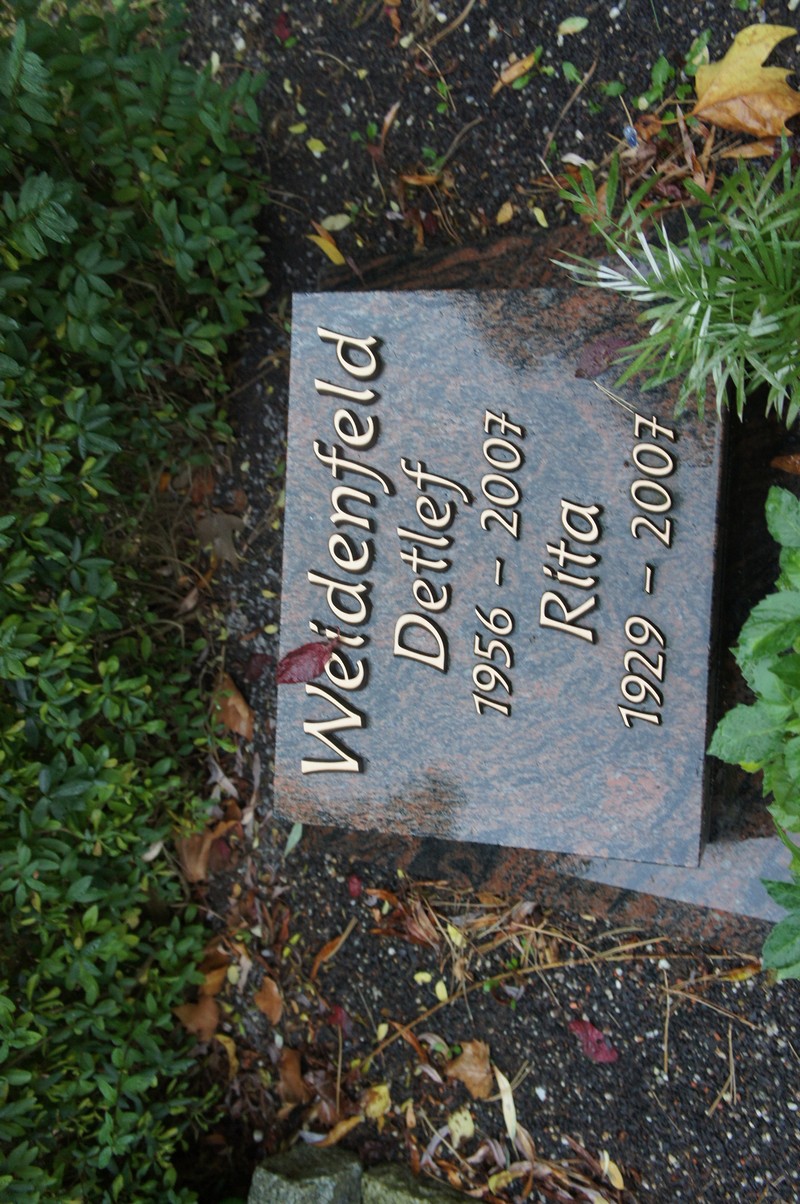 Weidenfeld
Detlef
1956 – 2007
Rita
1929 – 2007